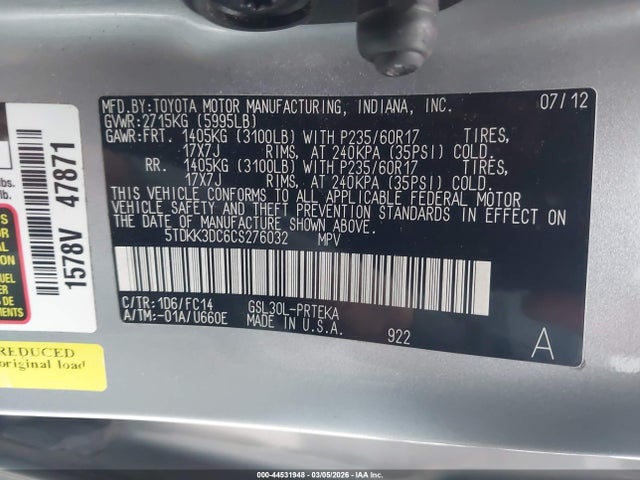 MFD.BY:TOYOTA MOTOR MANUFACTURING, INDIANA, INC. 07/12
GVWR:2715KG (5995LB)
GAWR:FRT. 1405KG (3100LB) WITH P235/60R17 TIRES,
17X7J RIMS, AT 240KPA (35PSI) COLD.
RR. 1405KG (3100LB) WITH P235/60R17 TIRES,
17X7J RIMS, AT 240KPA (35PSI) COLD.
THIS VEHICLE CONFORMS TO ALL APPLICABLE FEDERAL MOTOR
VEHICLE SAFETY AND THEFT PREVENTION STANDARDS IN EFFECT ON
THE DATE OF MANUFACTURE SHOWN ABOVE.
5TDKK3DC6CS276032 MPV
C/TR:1D6/FC14 GSL30L-PRTEKA
A/TM:-01A/U660E MADE IN U.S.A. 922 A
1578V 47871
lbs.
REDUCED
original load
000-44531948 — 03/05/2026 — IAA Inc.